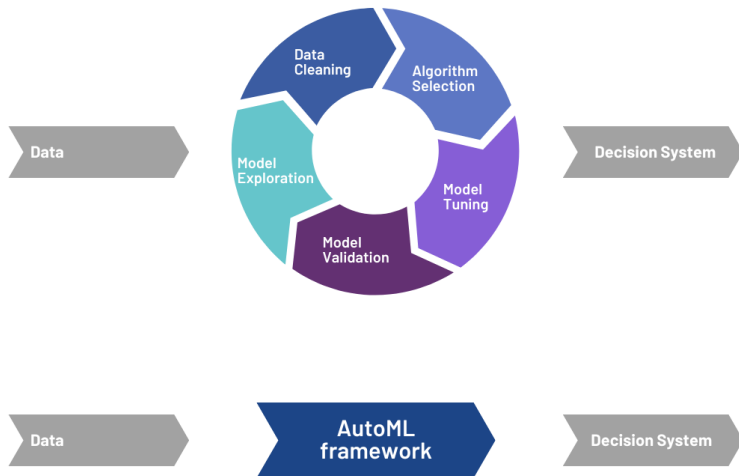 Data
Cleaning
Algorithm
Selection
Data
Decision System
Model
Exploration
Model
Tuning
Model
Validation
Data
AutoML
framework
Decision System